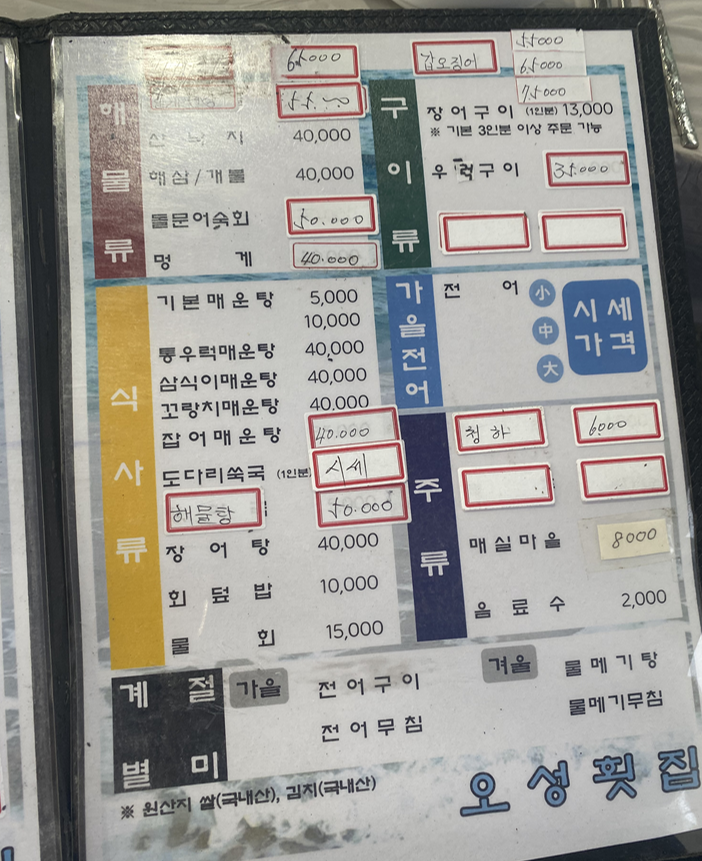 65000
55.000
산 낙 지 40,000
해삼/개불 40,000
돌문어숙회 50.000
멍 게 40.000
해물류
갑오징어 55000
65000
75000
구이류
장어구이 (1인분) 13,000
※ 기본 3인분 이상 주문 가능
우럭구이 35.000
식사류
기본매운탕 5,000
10,000
통우럭매운탕 40,000
삼식이매운탕 40,000
꼬랑치매운탕 40,000
잡어매운탕 40.000
도다리쑥국 (1인분) 시세
해물탕 50.000
장 어 탕 40,000
회 덮 밥 10,000
물 회 15,000
가을전어
전 어 小
中
大
시세
가격
주류
청하 6000
매실마을 8000
음 료 수 2,000
계절
별미
가을 전어구이
전어무침
겨울 물메기탕
물메기무침
※ 원산지 쌀(국내산), 김치(국내산)
오성횟집